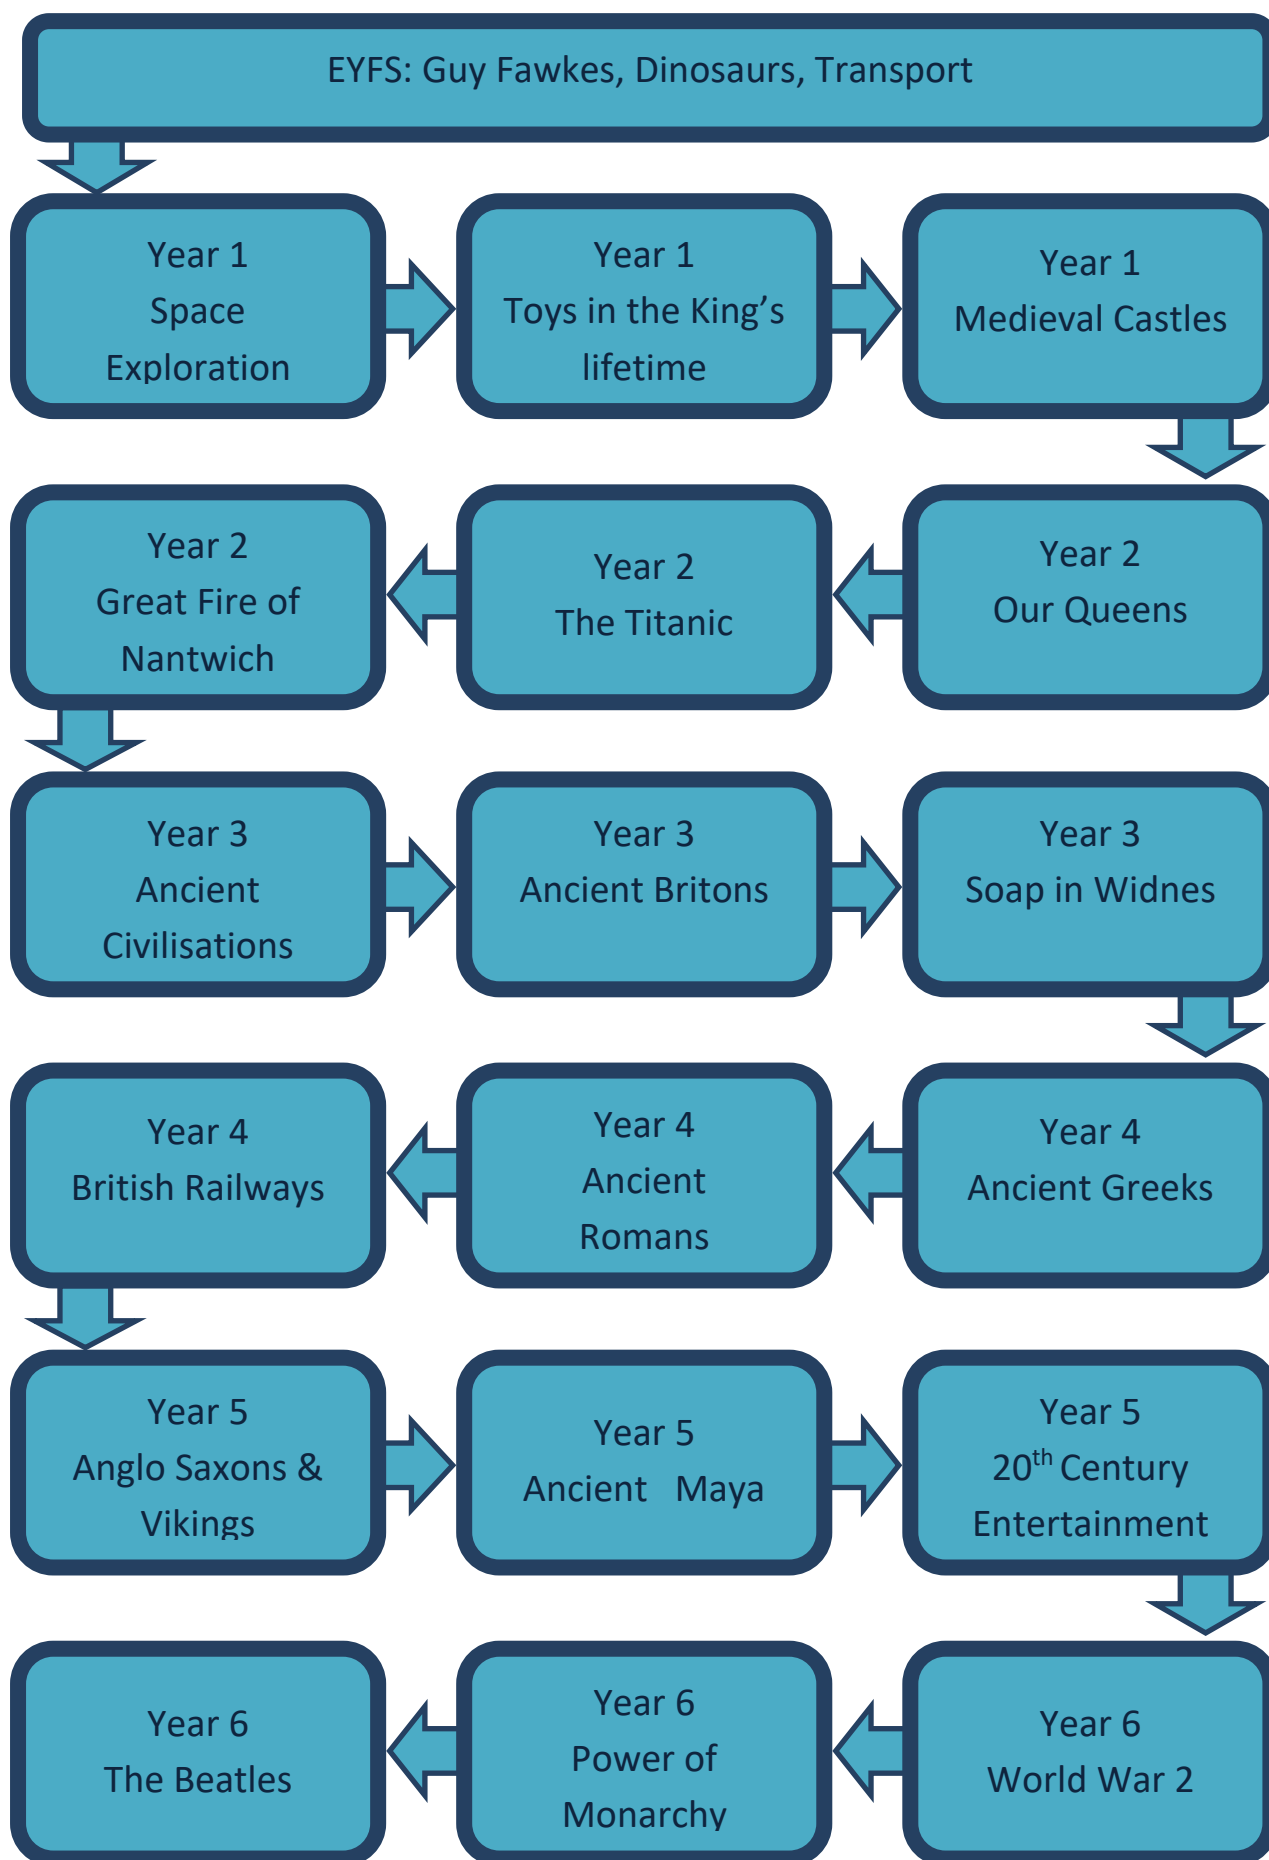 EYFS: Guy Fawkes, Dinosaurs, Transport
Year 1
Space
Exploration
Year 1
Toys in the King’s
lifetime
Year 1
Medieval Castles
Year 2
Our Queens
Year 2
The Titanic
Year 2
Great Fire of
Nantwich
Year 3
Ancient
Civilisations
Year 3
Ancient Britons
Year 3
Soap in Widnes
Year 4
Ancient Greeks
Year 4
Ancient
Romans
Year 4
British Railways
Year 5
Anglo Saxons &
Vikings
Year 5
Ancient Maya
Year 5
20th Century
Entertainment
Year 6
World War 2
Year 6
Power of
Monarchy
Year 6
The Beatles